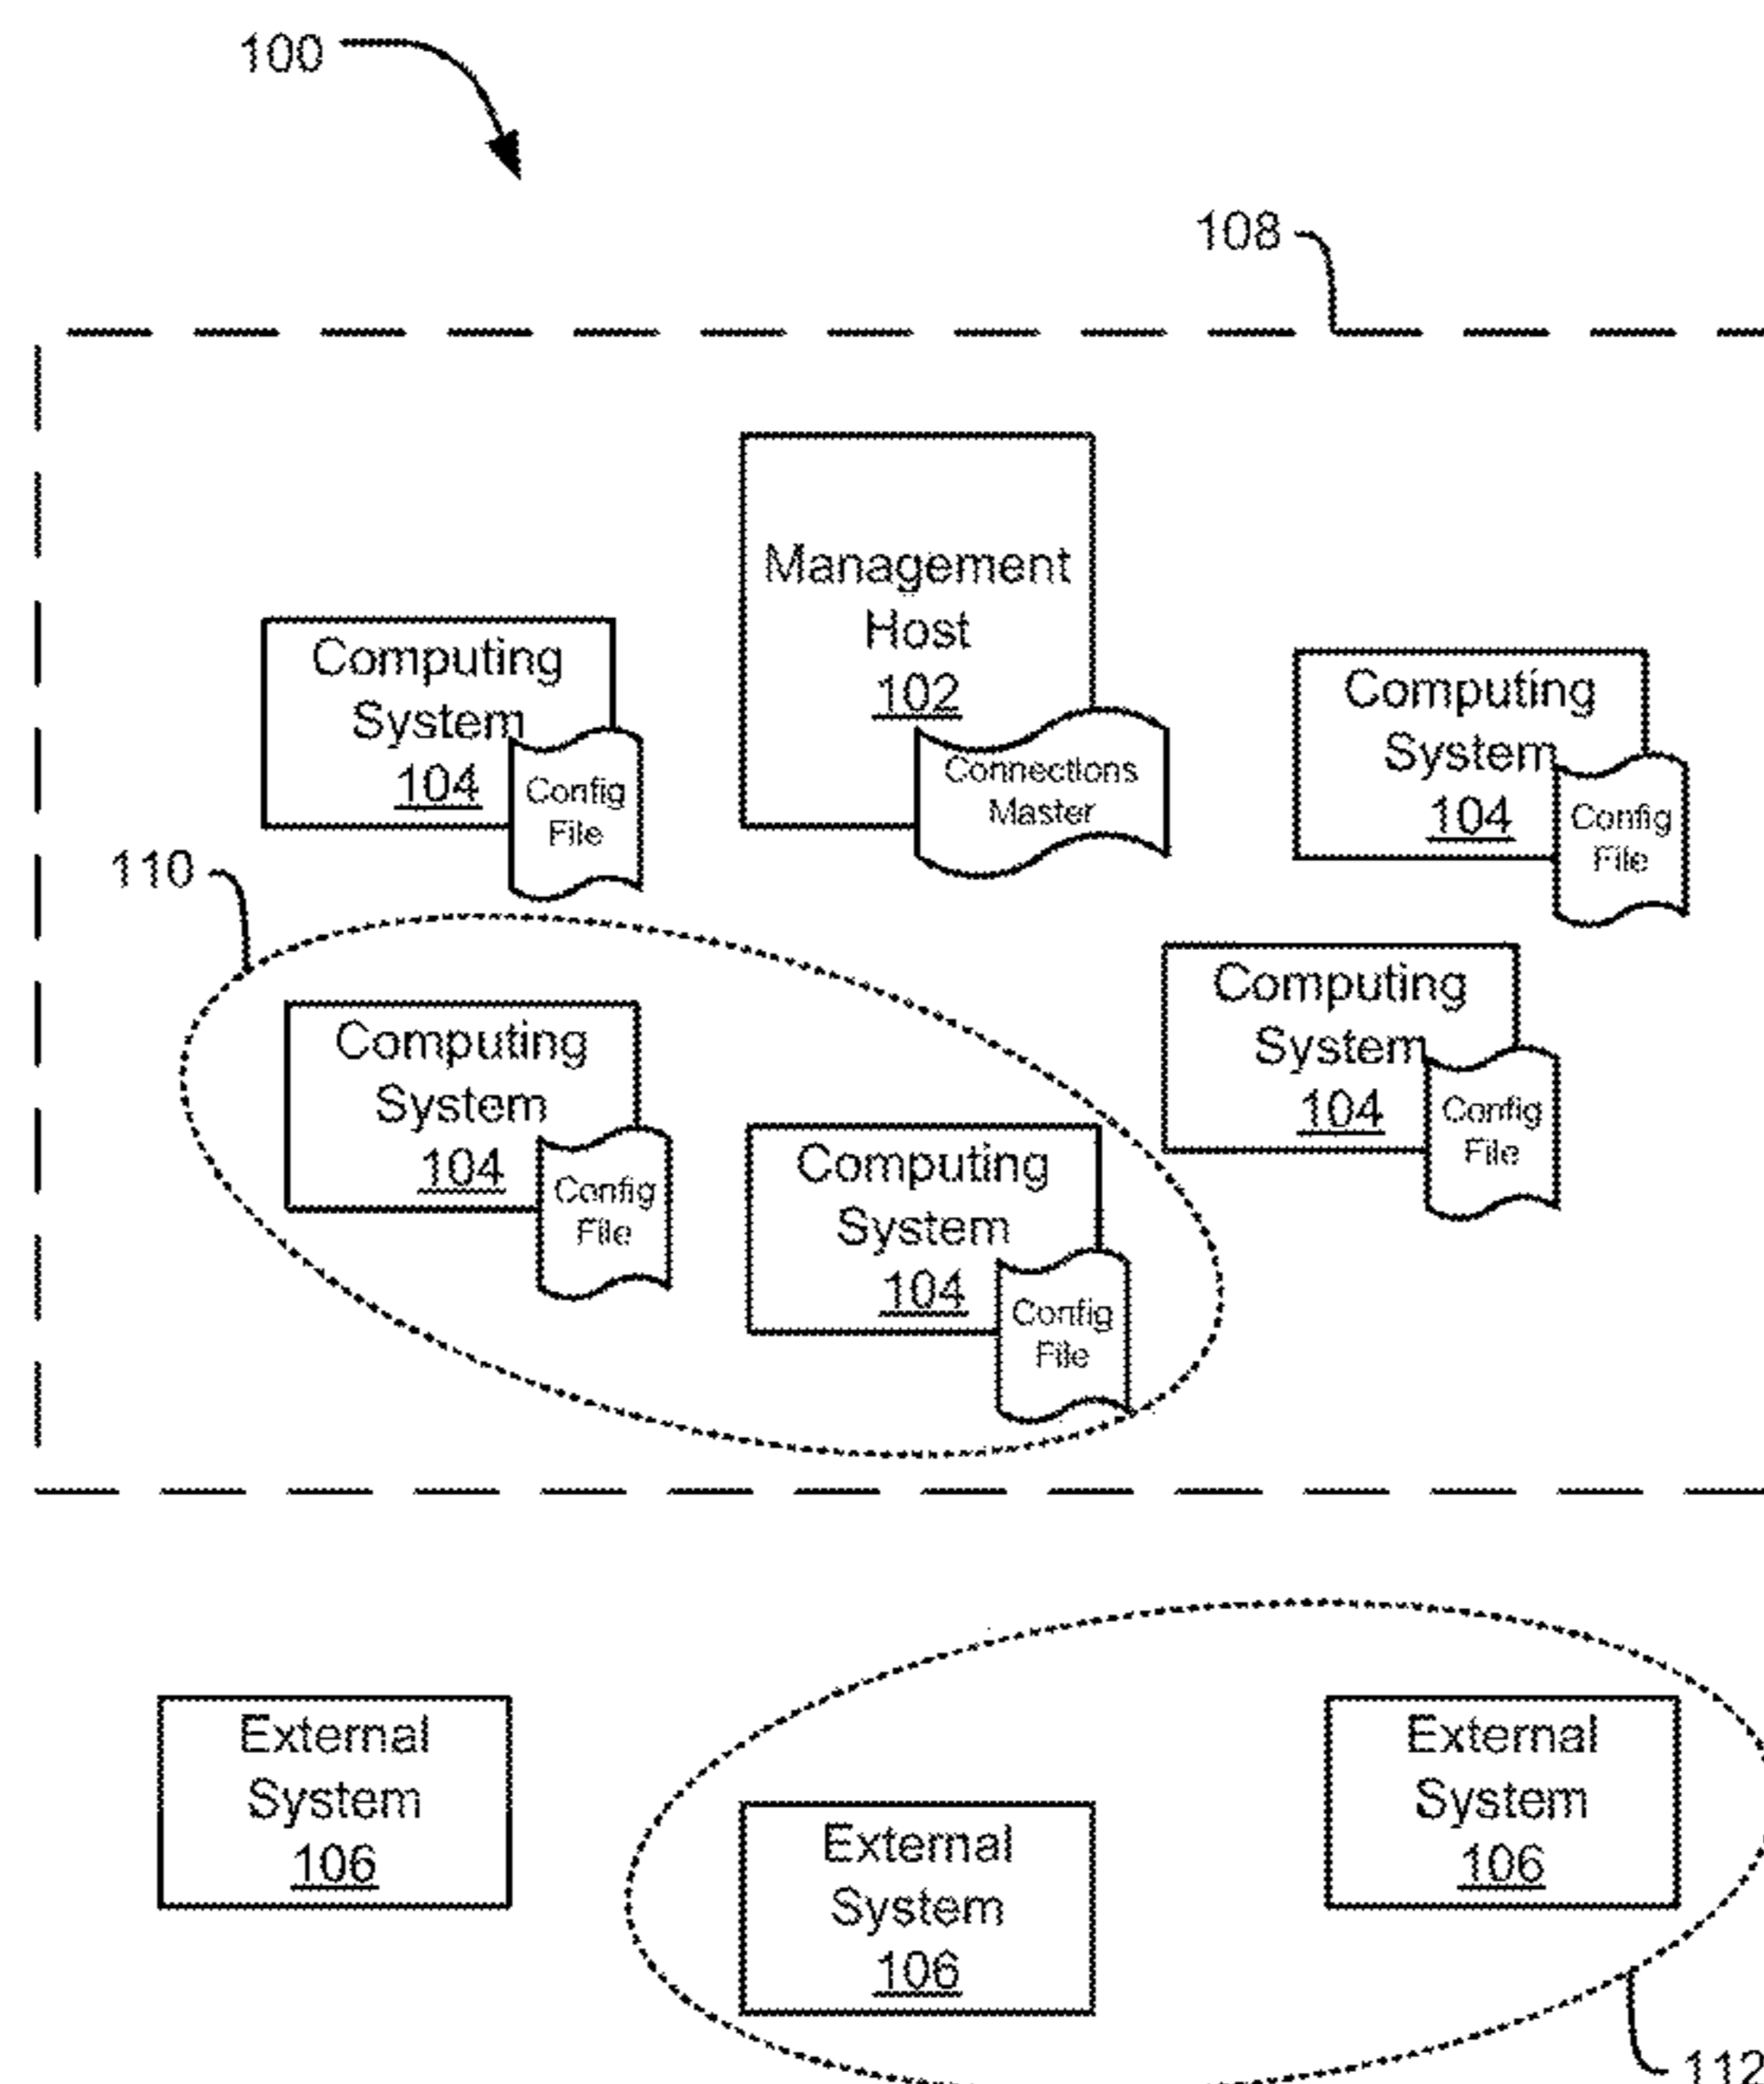 100
108
Management
Host
102
Connections
Master
Computing
System
104
Config
File
Computing
System
104
Config
File
110
Computing
System
104
Config
File
Computing
System
104
Config
File
Computing
System
104
Config
File
External
System
106
External
System
106
External
System
106
112